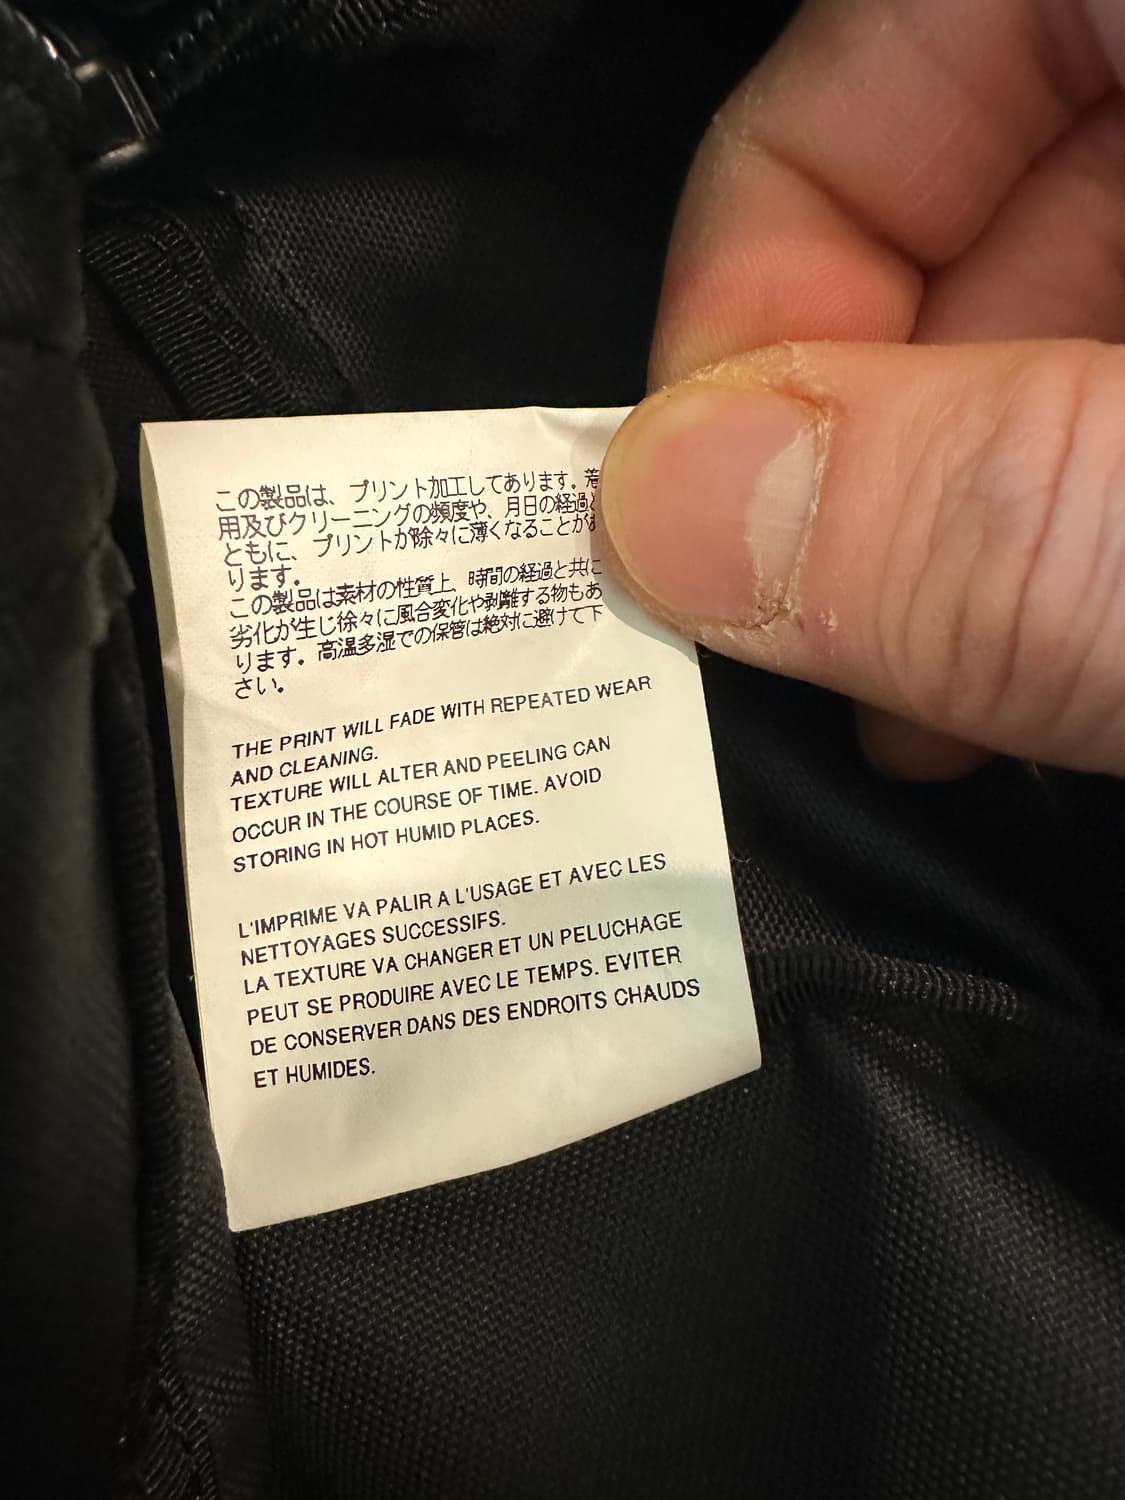 この製品は、プリント加工してあります。着
用及びクリーニングの頻度や、月日の経過と
ともに、プリントが除々に薄くなることがあ
ります。
この製品は素材の性質上、時間の経過と共に
劣化が生じ徐々に風合変化や剥離する物もあ
ります。高温多湿での保管は絶対に避けて下
さい。
THE PRINT WILL FADE WITH REPEATED WEAR
AND CLEANING.
TEXTURE WILL ALTER AND PEELING CAN
OCCUR IN THE COURSE OF TIME. AVOID
STORING IN HOT HUMID PLACES.
L'IMPRIME VA PALIR A L'USAGE ET AVEC LES
NETTOYAGES SUCCESSIFS.
LA TEXTURE VA CHANGER ET UN PELUCHAGE
PEUT SE PRODUIRE AVEC LE TEMPS. EVITER
DE CONSERVER DANS DES ENDROITS CHAUDS
ET HUMIDES.